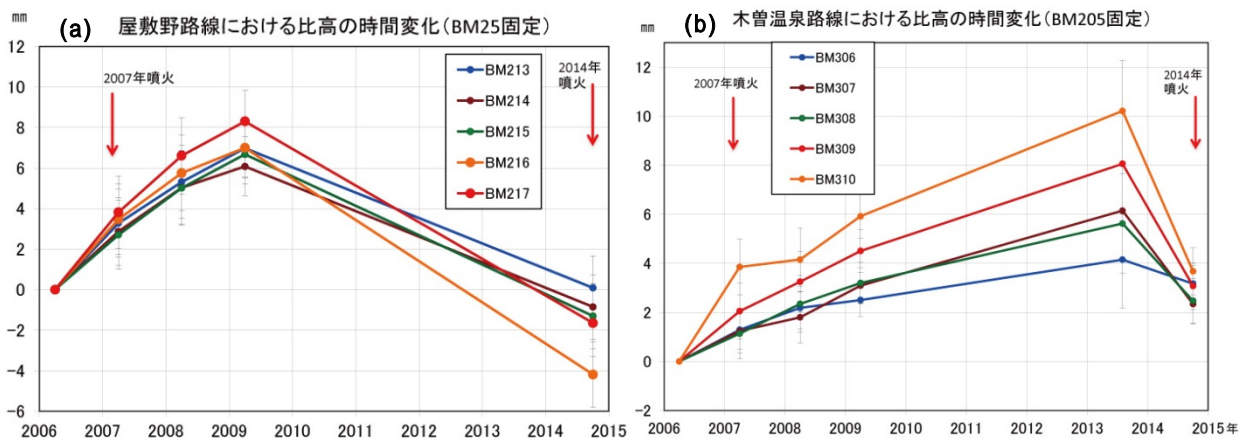 mm
(a) 屋敷野路線における比高の時間変化(BM25固定)
12
10
8
6
4
2
0
-2
-4
-6
2006 2007 2008 2009 2010 2011 2012 2013 2014 2015
2007年噴火
2014年
噴火
BM213
BM214
BM215
BM216
BM217
mm
(b) 木曽温泉路線における比高の時間変化(BM205固定)
12
10
8
6
4
2
0
-2
2006 2007 2008 2009 2010 2011 2012 2013 2014 2015年
2007年噴火
2014年
噴火
BM306
BM307
BM308
BM309
BM310